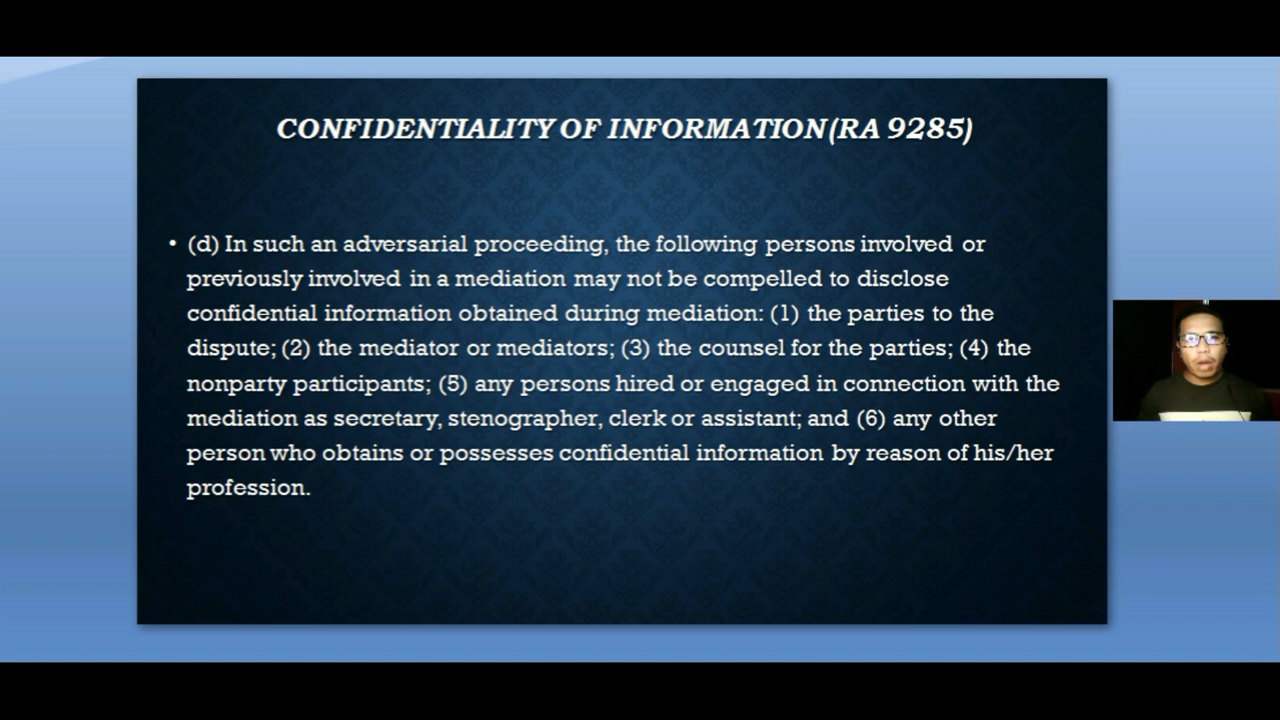 CONFIDENTIALITY OF INFORMATION(RA 9285)
• (d) In such an adversarial proceeding, the following persons involved or
previously involved in a mediation may not be compelled to disclose
confidential information obtained during mediation: (1) the parties to the
dispute; (2) the mediator or mediators; (3) the counsel for the parties; (4) the
nonparty participants; (5) any persons hired or engaged in connection with the
mediation as secretary, stenographer, clerk or assistant; and (6) any other
person who obtains or possesses confidential information by reason of his/her
profession.